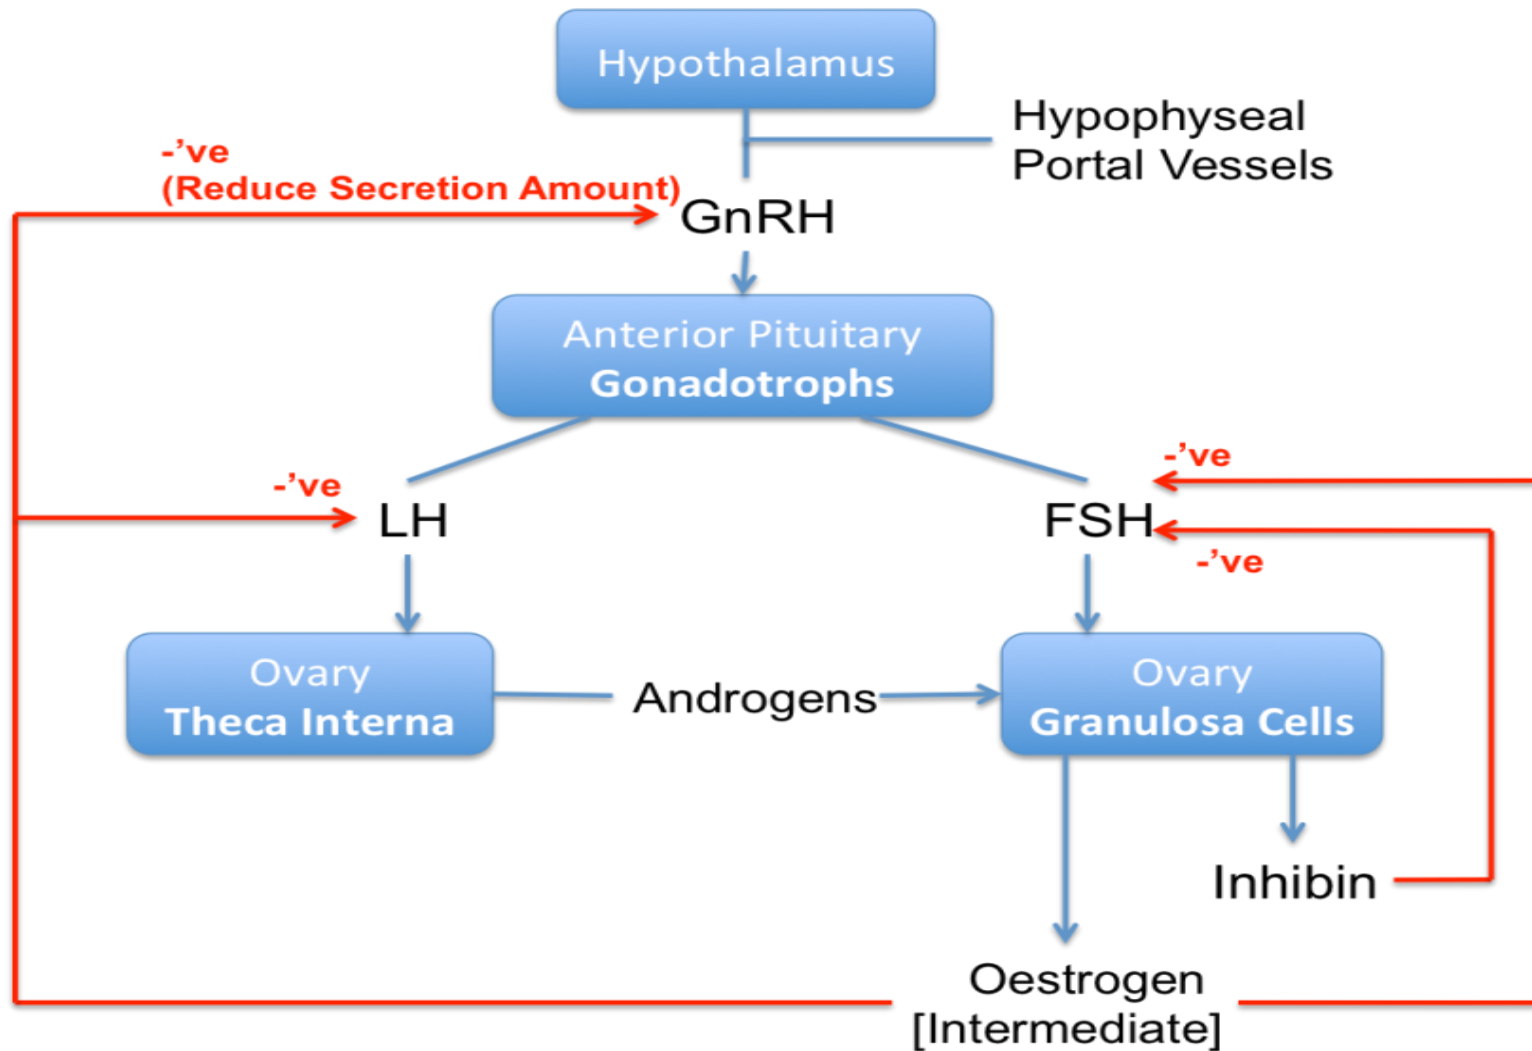 Hypothalamus
Hypophyseal
Portal Vessels
-'ve
(Reduce Secretion Amount)
GnRH
Anterior Pituitary
Gonadotrophs
-'ve
LH
-'ve
FSH
-'ve
Ovary
Theca Interna
Androgens
Ovary
Granulosa Cells
Inhibin
Oestrogen
[Intermediate]